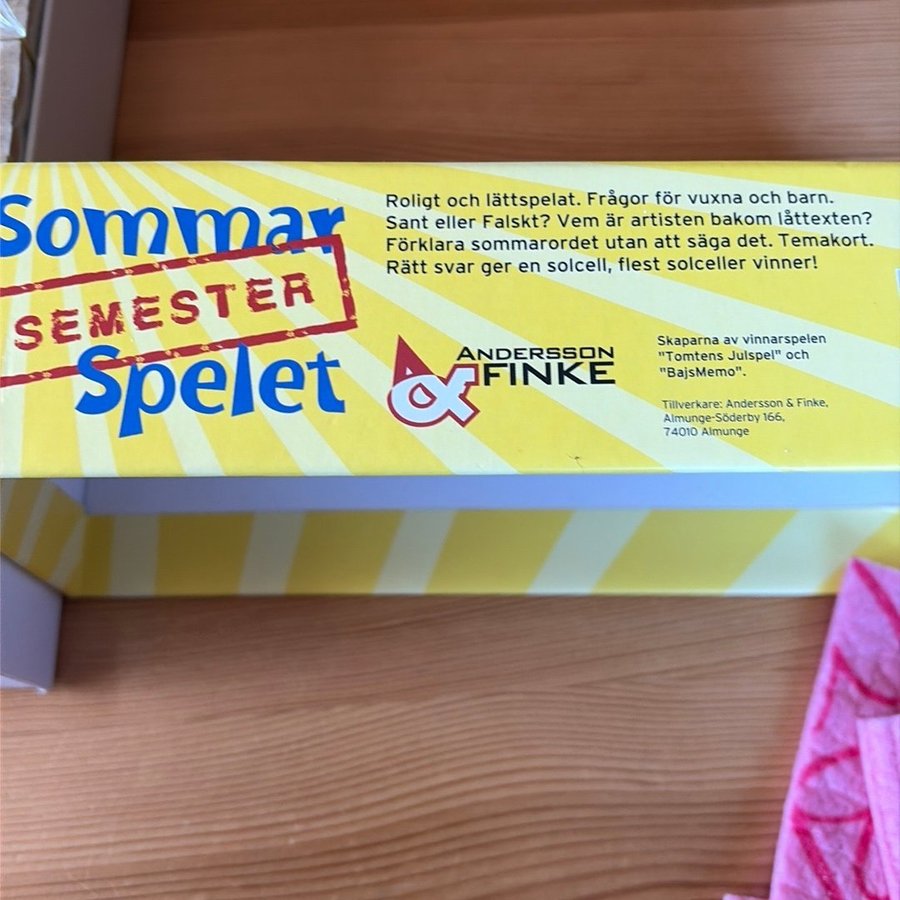 Sommar
SEMESTER
Spelet
Roligt och lättspelat. Frågor för vuxna och barn.
Sant eller Falskt? Vem är artisten bakom låttexten?
Förklara sommarordet utan att säga det. Temakort.
Rätt svar ger en solcell, flest solceller vinner!
&
ANDERSSON
FINKE
Skaparna av vinnarspelen
"Tomtens Julspel" och
"BajsMemo".
Tillverkare: Andersson & Finke,
Almunge-Söderby 166,
74010 Almunge